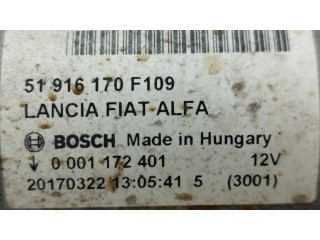 51 916 170 F109
LANCIA FIAT ALFA
BOSCH Made in Hungary
↓ 0 001 172 401 12V
20170322 13:05:41 5 (3001)